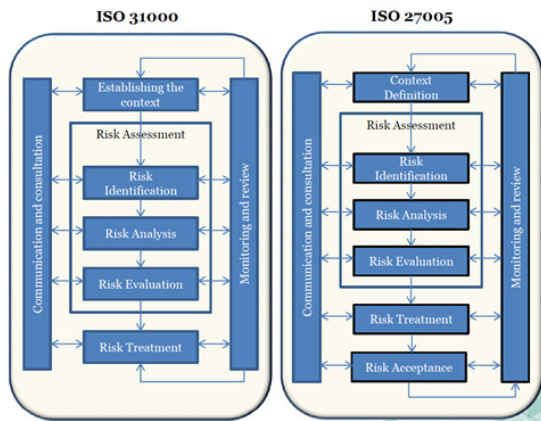 ISO 31000
Communication and consultation
Establishing the
context
Risk Assessment
Risk
Identification
Risk Analysis
Risk Evaluation
Risk Treatment
Monitoring and review
ISO 27005
Communication and consultation
Context
Definition
Risk Assessment
Risk
Identification
Risk Analysis
Risk Evaluation
Risk Treatment
Risk Acceptance
Monitoring and review